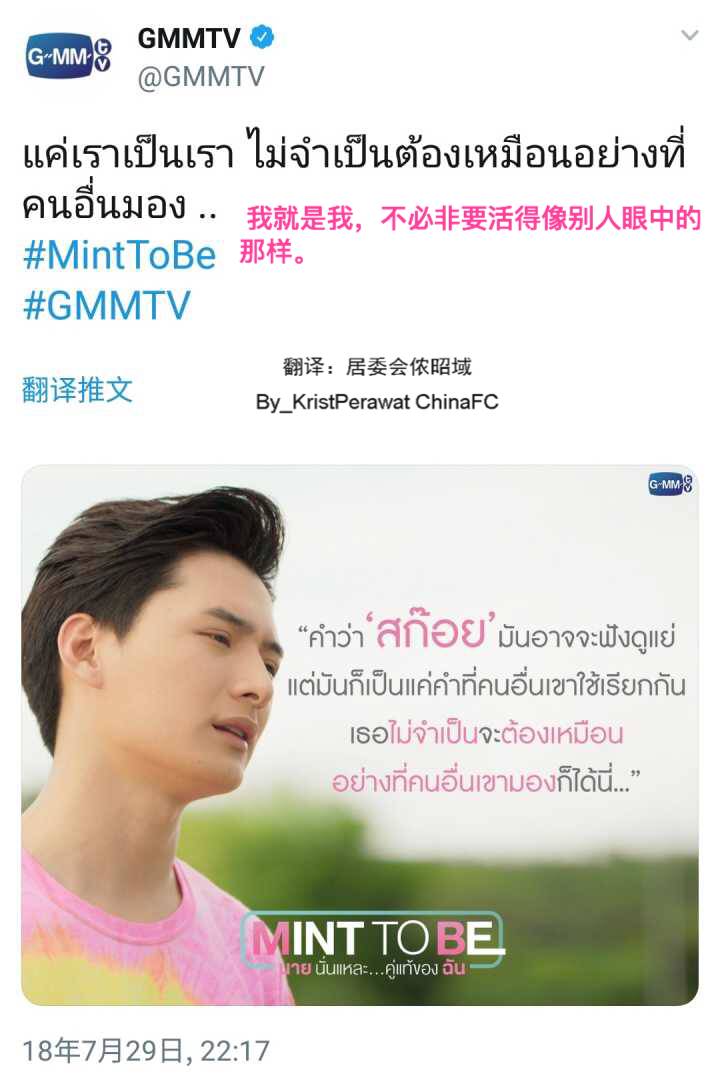 GMMTV
@GMMTV
แค่เราเป็นเรา ไม่จำเป็นต้องเหมือนอย่างที่
คนอื่นมอง ..
我就是我，不必非要活得像别人眼中的
#MintToBe
那样。
#GMMTV
翻译推文
翻译：居委会侬昭域
By_KristPerawat ChinaFC
G-MM-tv
G-MM-tv
“คำว่า ‘สก๊อย’ มันอาจจะฟังดูแย่
แต่มันก็เป็นแค่คำที่คนอื่นเขาใช้เรียกกัน
เธอไม่จำเป็นจะต้องเหมือน
อย่างที่คนอื่นเขามองก็ได้นี่...”
MINT TO BE
นาย นั่นแหละ...คู่แท้ของ ฉัน
18年7月29日, 22:17